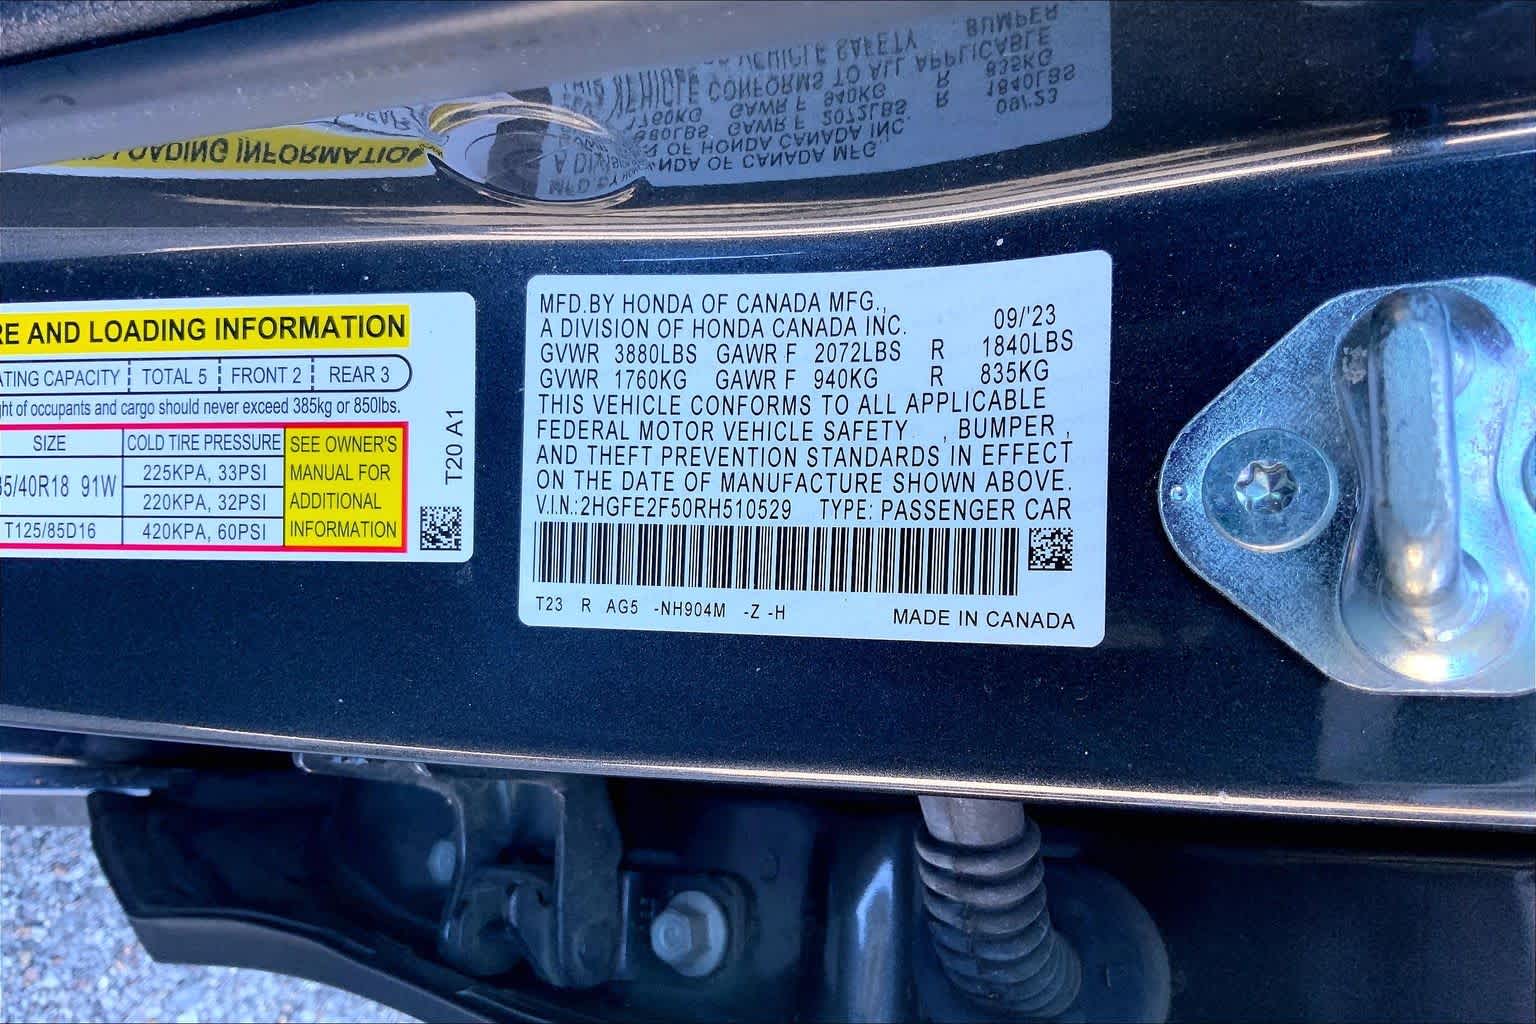 RE AND LOADING INFORMATION
ATING CAPACITY TOTAL 5 FRONT 2 REAR 3
ht of occupants and cargo should never exceed 385kg or 850lbs.
SIZE COLD TIRE PRESSURE SEE OWNER'S
MANUAL FOR
ADDITIONAL
INFORMATION
35/40R18 91W 225KPA, 33PSI
220KPA, 32PSI
T125/85D16 420KPA, 60PSI
T20 A1
MFD.BY HONDA OF CANADA MFG.,
A DIVISION OF HONDA CANADA INC. 09/'23
GVWR 3880LBS GAWR F 2072LBS R 1840LBS
GVWR 1760KG GAWR F 940KG R 835KG
THIS VEHICLE CONFORMS TO ALL APPLICABLE
FEDERAL MOTOR VEHICLE SAFETY , BUMPER ,
AND THEFT PREVENTION STANDARDS IN EFFECT
ON THE DATE OF MANUFACTURE SHOWN ABOVE.
V.I.N.:2HGFE2F50RH510529 TYPE: PASSENGER CAR
T23 R AG5 -NH904M -Z -H MADE IN CANADA